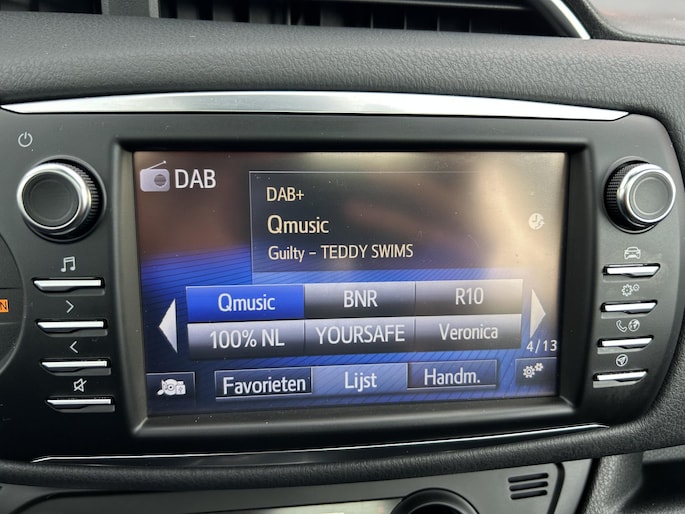 DAB
DAB+
Qmusic
Guilty – TEDDY SWIMS
Qmusic BNR R10
100% NL YOURSAFE Veronica
4/13
Favorieten Lijst Handm.